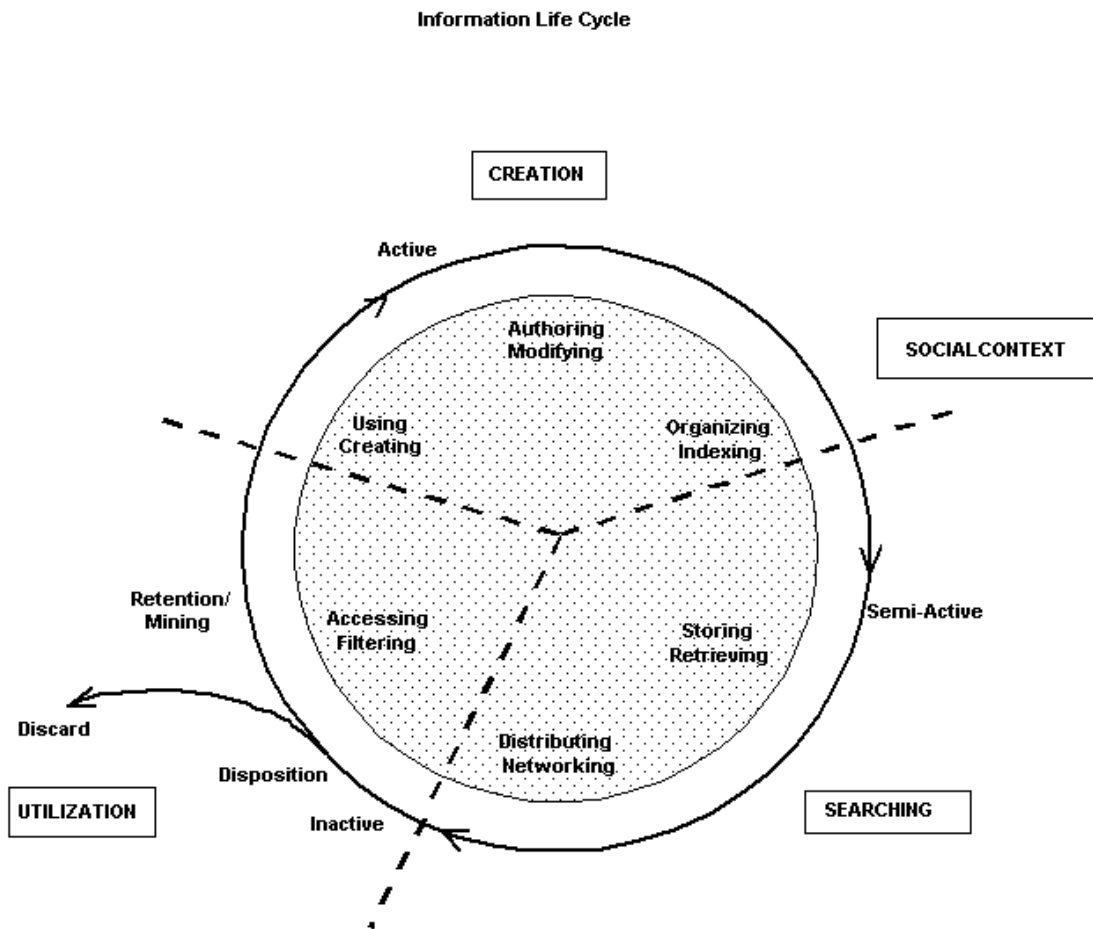 Information Life Cycle
CREATION
Active
Authoring
Modifying
SOCIALCONTEXT
Using
Creating
Organizing
Indexing
Retention/
Mining
Accessing
Filtering
Storing
Retrieving
Semi-Active
Discard
Distributing
Networking
Disposition
UTILIZATION
Inactive
SEARCHING